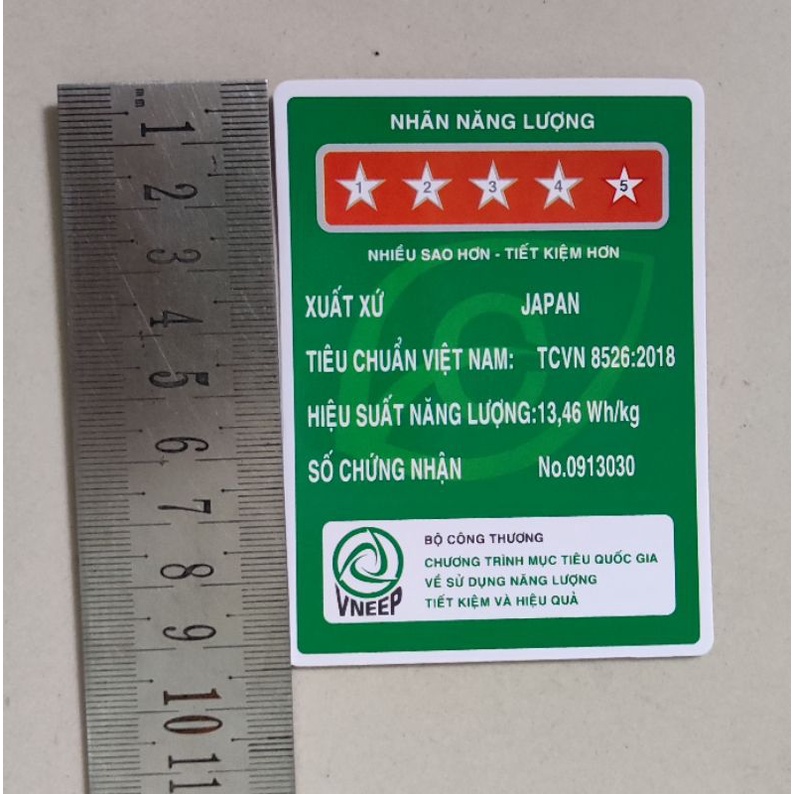 mm
1
2
3
4
5
6
7
8
9
10
11
NHÃN NĂNG LƯỢNG
1 2 3 4 5
NHIỀU SAO HƠN - TIẾT KIỆM HƠN
XUẤT XỨ JAPAN
TIÊU CHUẨN VIỆT NAM: TCVN 8526:2018
HIỆU SUẤT NĂNG LƯỢNG:13,46 Wh/kg
SỐ CHỨNG NHẬN No.0913030
BỘ CÔNG THƯƠNG
CHƯƠNG TRÌNH MỤC TIÊU QUỐC GIA
VỀ SỬ DỤNG NĂNG LƯỢNG
TIẾT KIỆM VÀ HIỆU QUẢ
VNEEP